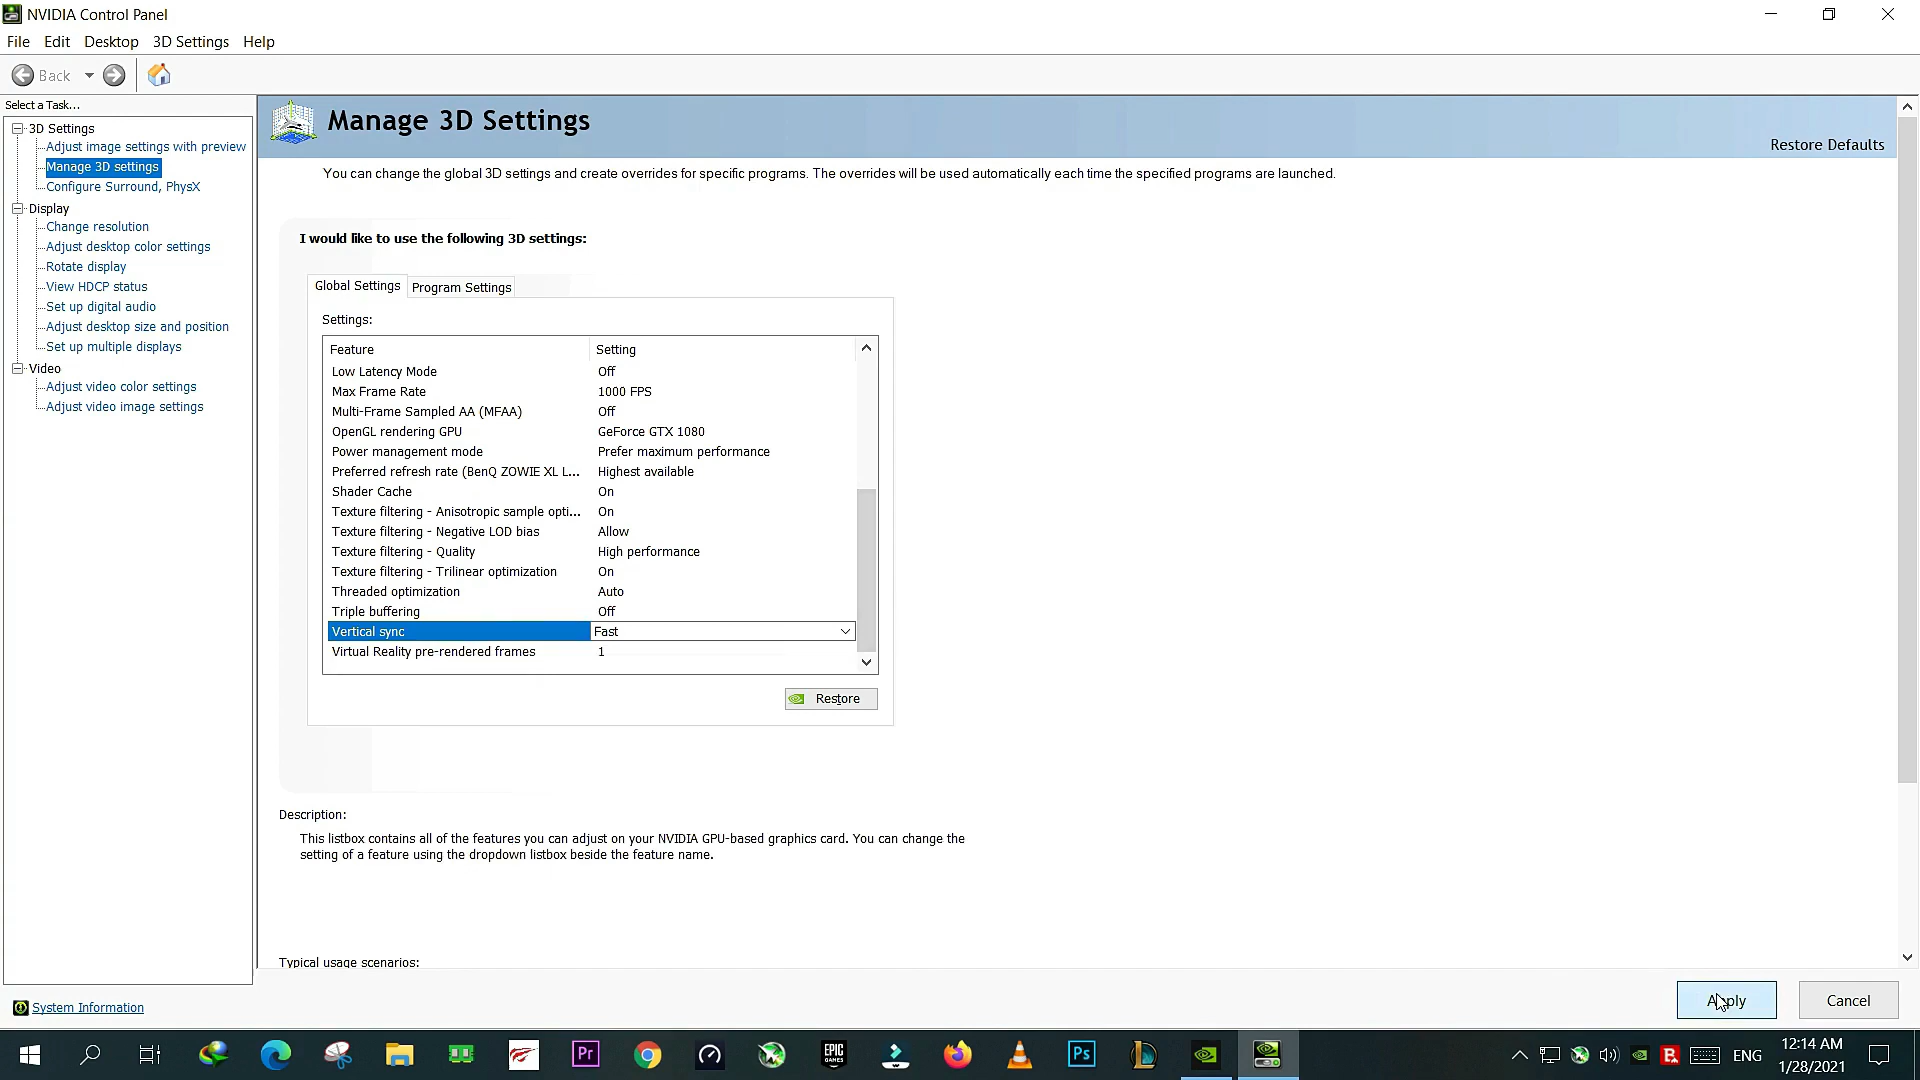 NVIDIA Control Panel
File Edit Desktop 3D Settings Help
Back
Select a Task...
3D Settings
Adjust image settings with preview
Manage 3D settings
Configure Surround, PhysX
Display
Change resolution
Adjust desktop color settings
Rotate display
View HDCP status
Set up digital audio
Adjust desktop size and position
Set up multiple displays
Video
Adjust video color settings
Adjust video image settings
System Information
Manage 3D Settings
Restore Defaults
You can change the global 3D settings and create overrides for specific programs. The overrides will be used automatically each time the specified programs are launched.
I would like to use the following 3D settings:
Global Settings Program Settings
Settings:
Feature Setting
Low Latency Mode Off
Max Frame Rate 1000 FPS
Multi-Frame Sampled AA (MFAA) Off
OpenGL rendering GPU GeForce GTX 1080
Power management mode Prefer maximum performance
Preferred refresh rate (BenQ ZOWIE XL L... Highest available
Shader Cache On
Texture filtering - Anisotropic sample opti... On
Texture filtering - Negative LOD bias Allow
Texture filtering - Quality High performance
Texture filtering - Trilinear optimization On
Threaded optimization Auto
Triple buffering Off
Vertical sync Fast
Virtual Reality pre-rendered frames 1
Restore
Description:
This listbox contains all of the features you can adjust on your NVIDIA GPU-based graphics card. You can change the
setting of a feature using the dropdown listbox beside the feature name.
Typical usage scenarios:
Apply Cancel
Pr
EPIC
GAMES
Ps
ENG
12:14 AM
1/28/2021